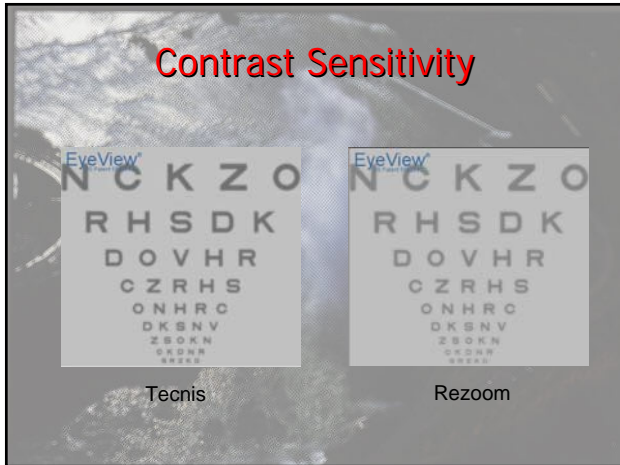 Contrast Sensitivity
EyeView®
N C K Z O
R H S D K
D O V H R
C Z R H S
O N H R C
D K S N V
Z S O K N
C K D N R
Tecnis
EyeView®
N C K Z O
R H S D K
D O V H R
C Z R H S
O N H R C
D K S N V
Z S O K N
C K D N R
Rezoom